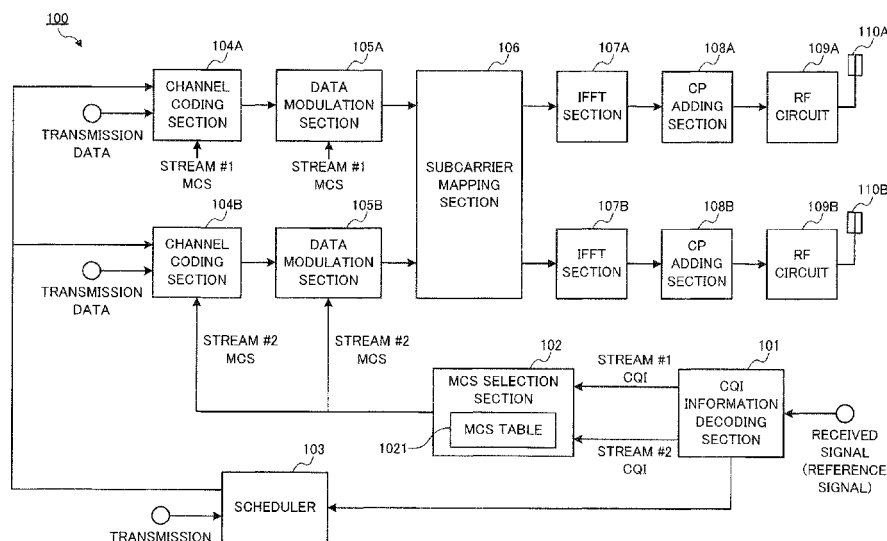 100
104A
105A
106
107A
108A
109A
110A
CHANNEL
CODING
SECTION
DATA
MODULATION
SECTION
SUBCARRIER
MAPPING
SECTION
IFFT
SECTION
CP
ADDING
SECTION
RF
CIRCUIT
TRANSMISSION
DATA
STREAM #1
MCS
STREAM #1
MCS
104B
105B
107B
108B
109B
110B
CHANNEL
CODING
SECTION
DATA
MODULATION
SECTION
IFFT
SECTION
CP
ADDING
SECTION
RF
CIRCUIT
TRANSMISSION
DATA
STREAM #2
MCS
STREAM #2
MCS
102
MCS SELECTION
SECTION
1021
MCS TABLE
STREAM #1
CQI
STREAM #2
CQI
101
CQI
INFORMATION
DECODING
SECTION
RECEIVED
SIGNAL
(REFERENCE
SIGNAL)
103
SCHEDULER
TRANSMISSION